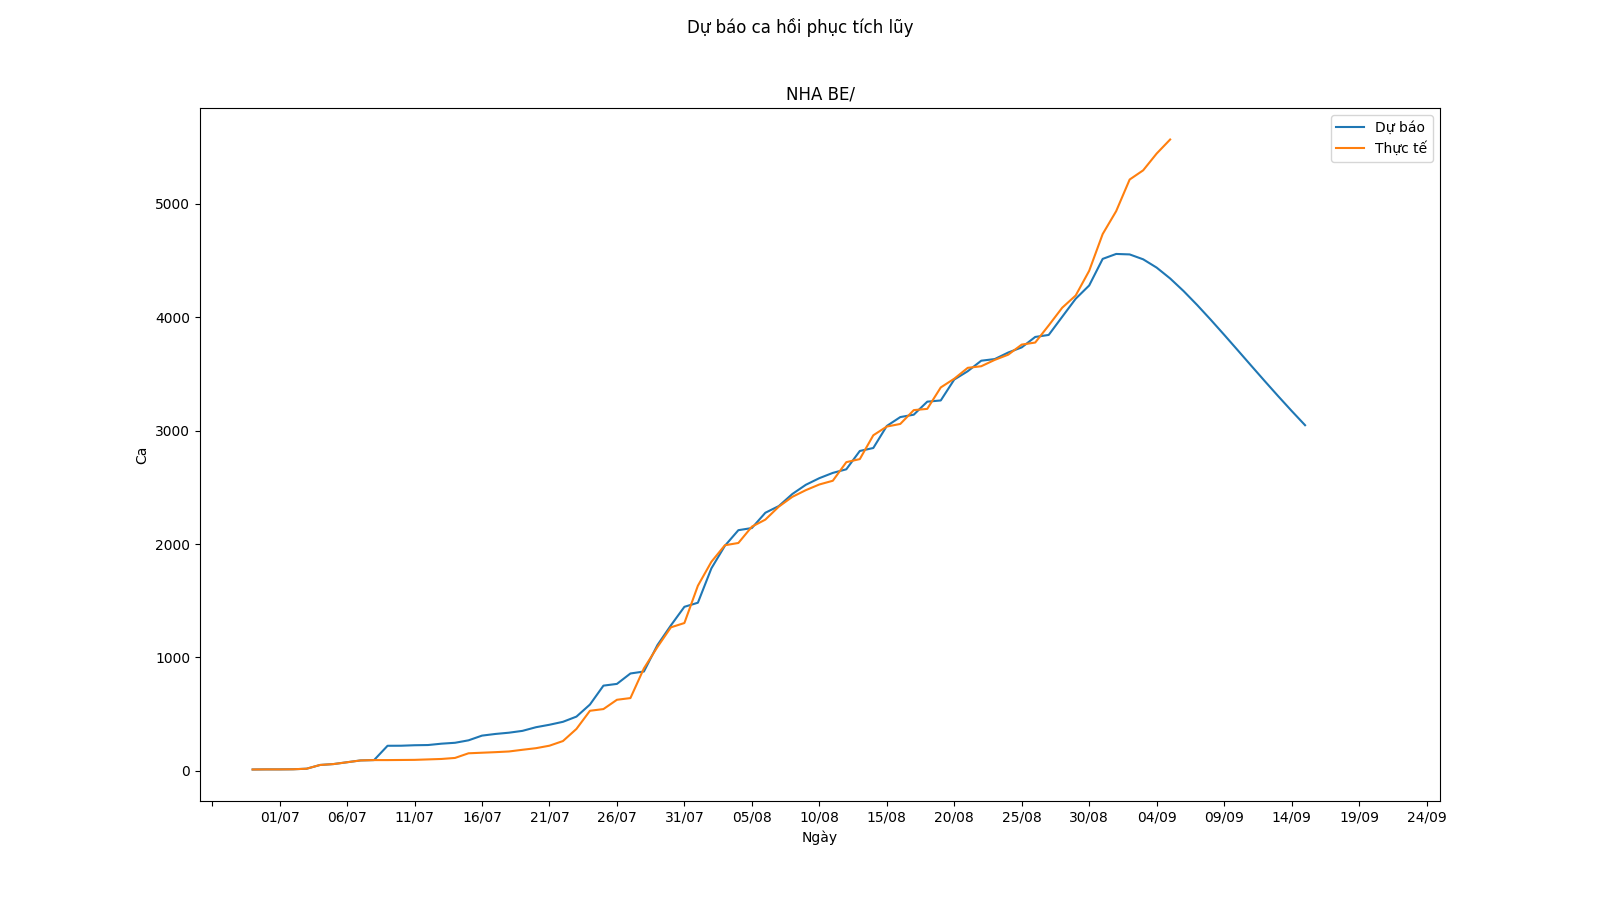 Dự báo ca hồi phục tích lũy
NHA BE/
Dự báo
Thực tế
5000
4000
3000
2000
1000
0
Ca
01/07 06/07 11/07 16/07 21/07 26/07 31/07 05/08 10/08 15/08 20/08 25/08 30/08 04/09 09/09 14/09 19/09 24/09
Ngày